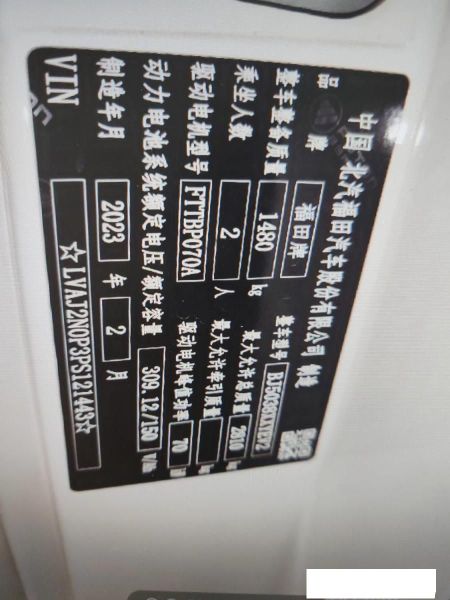 中国 北汽福田汽车股份有限公司 制造
品牌 福田牌 整车型号
整车整备质量 1480 kg 最大允许总质量 2810 kg
乘坐人数 2 人 最大允许牵引质量 kg
驱动电机型号 FTTBP070A 驱动电机峰值功率 70
动力电池系统额定电压/额定容量 309.12/150 V/Ah
制造年月 2023 年 2 月
VIN ☆LVAJ2N0P3PS121443☆